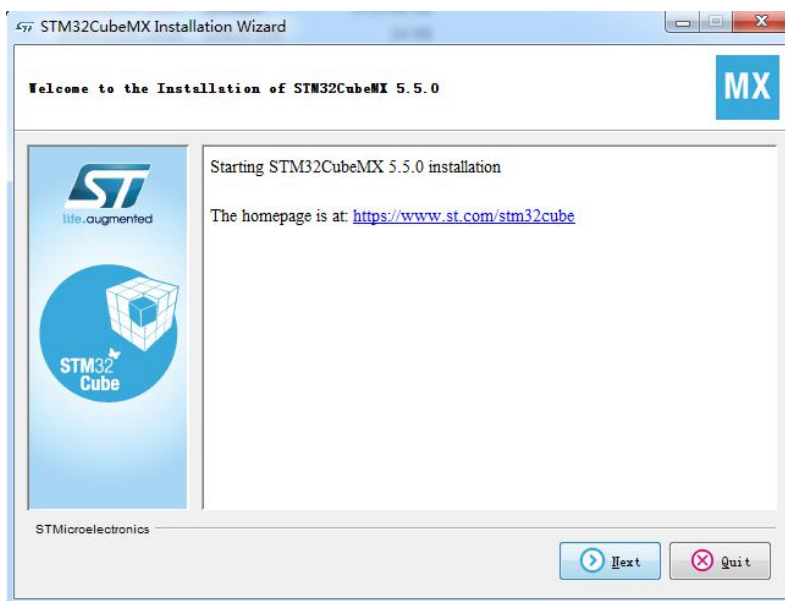 STM32CubeMX Installation Wizard
Welcome to the Installation of STM32CubeMX 5.5.0
MX
ST
life.augmented
STM32
Cube
Starting STM32CubeMX 5.5.0 installation
The homepage is at: https://www.st.com/stm32cube
STMicroelectronics
Next
Quit